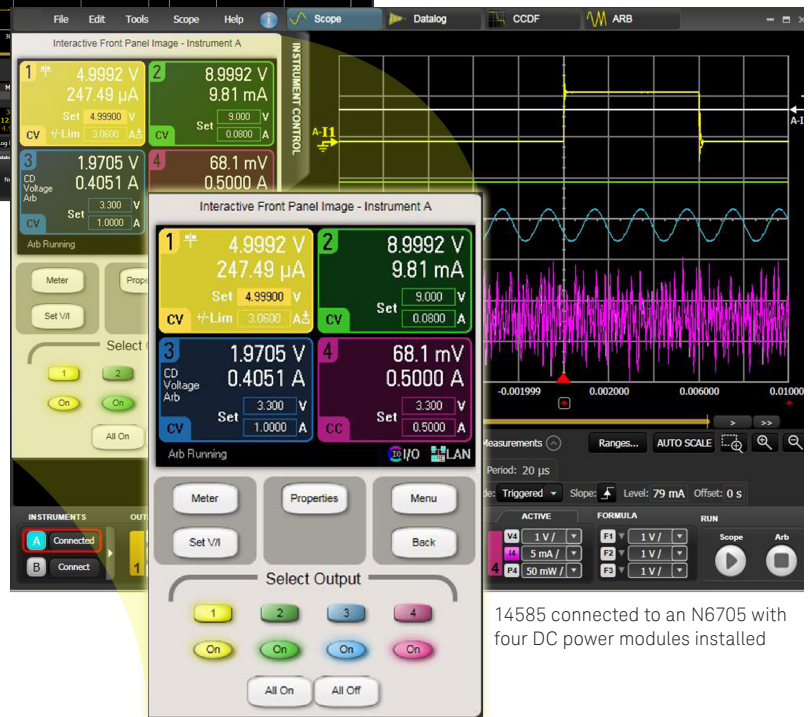 File Edit Tools Scope Help Scope Datalog CCDF ARB
Interactive Front Panel Image - Instrument A
INSTRUMENT CONTROL
1 4.9992 V
247.49 µA
Set 4.99900 V
CV +/-Lim 3.0600 A
2 8.9992 V
9.81 mA
Set 9.000 V
CV 0.0800 A
3 1.9705 V
CD Voltage Arb 0.4051 A
Set 3.300 V
CV 1.0000 A
4 68.1 mV
0.5000 A
Arb Running
Meter
Set V/I
Select
1 2
On On
All On
INSTRUMENTS
A Connected
B Connect
Interactive Front Panel Image - Instrument A
1 4.9992 V
247.49 µA
Set 4.99900 V
CV +/-Lim 3.0600 A
2 8.9992 V
9.81 mA
Set 9.000 V
CV 0.0800 A
3 1.9705 V
CD
Voltage 0.4051 A
Arb
Set 3.300 V
CV 1.0000 A
4 68.1 mV
0.5000 A
Set 3.300 V
CC 0.5000 A
Arb Running IO I/O LAN
Meter Properties Menu
Set V/I Back
Select Output
1 2 3 4
On On On On
All On All Off
A-I1
-0.001999 0.002000 0.006000 0.01000
> >>
Measurements Ranges... AUTO SCALE
Period: 20 µs
Triggered Slope: Level: 79 mA Offset: 0 s
ACTIVE FORMULA RUN
V4 1 V/ F1 1 V/ Scope Arb
I4 5 mA/ F2 1 V/
4 P4 50 mW/ F3 1 V/
14585 connected to an N6705 with
four DC power modules installed